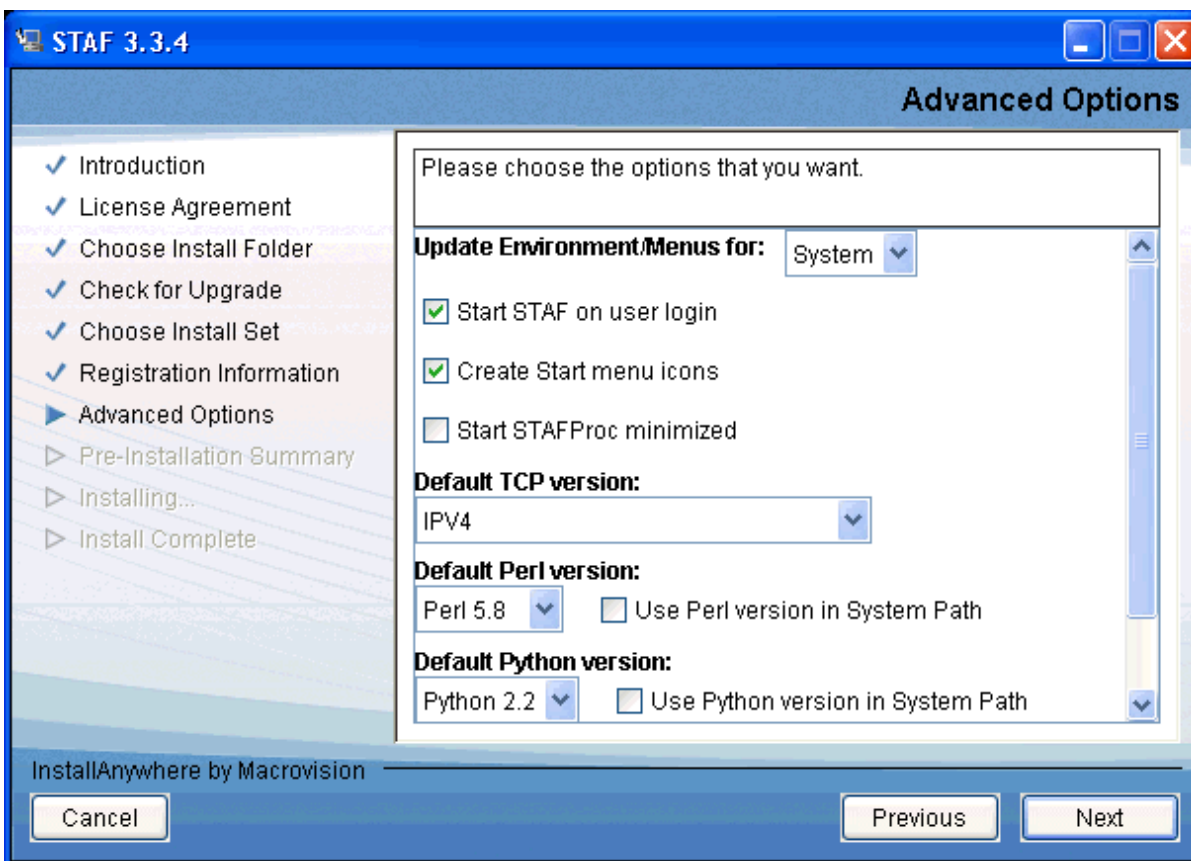 STAF 3.3.4
Advanced Options
Introduction
License Agreement
Choose Install Folder
Check for Upgrade
Choose Install Set
Registration Information
Advanced Options
Pre-Installation Summary
Installing...
Install Complete
Please choose the options that you want.
Update Environment/Menus for: System
Start STAF on user login
Create Start menu icons
Start STAFProc minimized
Default TCP version:
IPV4
Default Perl version:
Perl 5.8 Use Perl version in System Path
Default Python version:
Python 2.2 Use Python version in System Path
InstallAnywhere by Macrovision
Cancel Previous Next